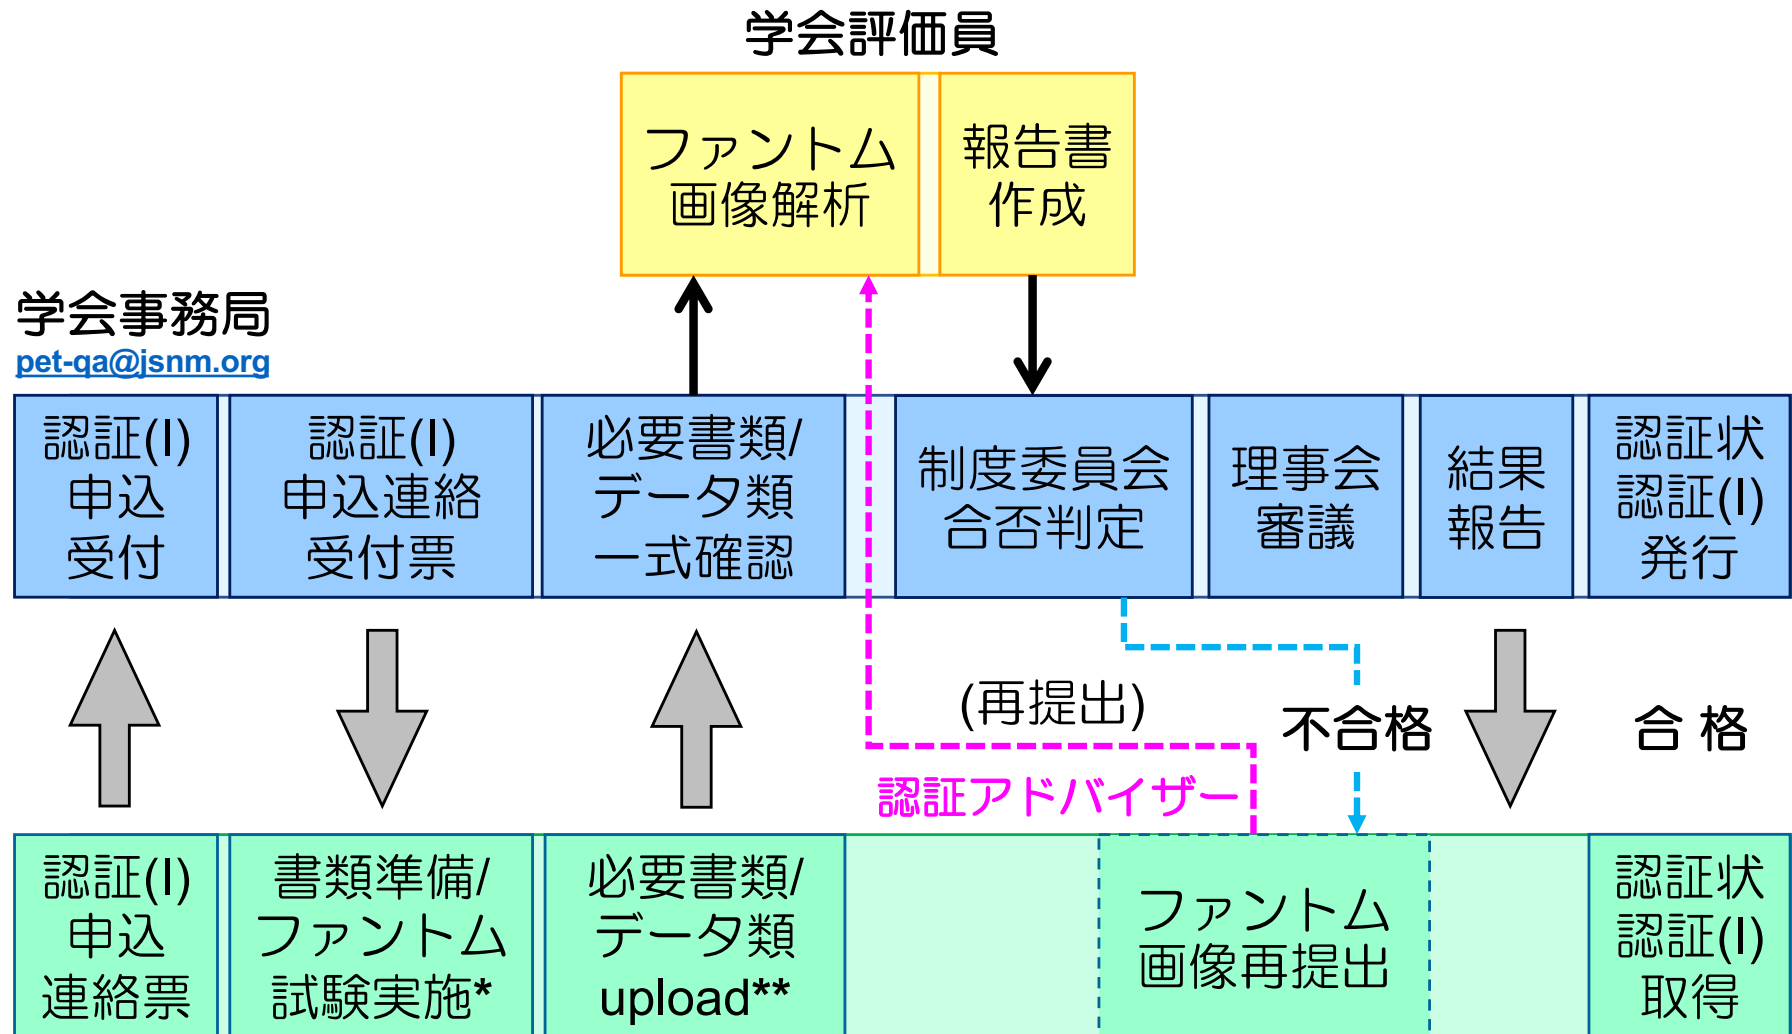 学会評価員
ファントム
画像解析
報告書
作成
学会事務局
pet-qa@jsnm.org
認証(I)
申込
受付
認証(I)
申込連絡
受付票
必要書類/
データ類
一式確認
制度委員会
合否判定
理事会
審議
結果
報告
認証状
認証(I)
発行
(再提出)
不合格
合 格
認証アドバイザー
認証(I)
申込
連絡票
書類準備/
ファントム
試験実施*
必要書類/
データ類
upload**
ファントム
画像再提出
認証状
認証(I)
取得